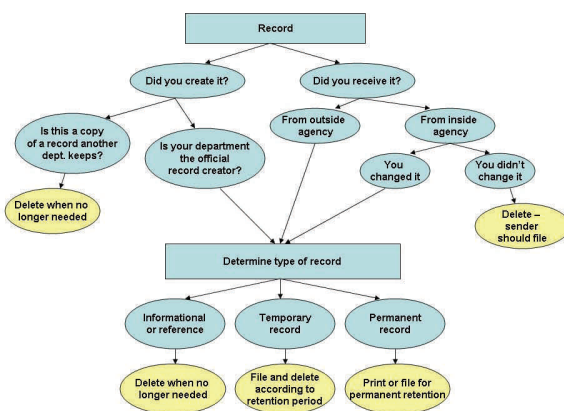 Record
Did you create it?
Did you receive it?
Is this a copy
of a record another
dept. keeps?
Is your department
the official
record creator?
From outside
agency
From inside
agency
You
changed it
You didn't
change it
Delete when no
longer needed
Delete –
sender
should file
Determine type of record
Informational
or reference
Temporary
record
Permanent
record
Delete when no
longer needed
File and delete
according to
retention period
Print or file for
permanent retention